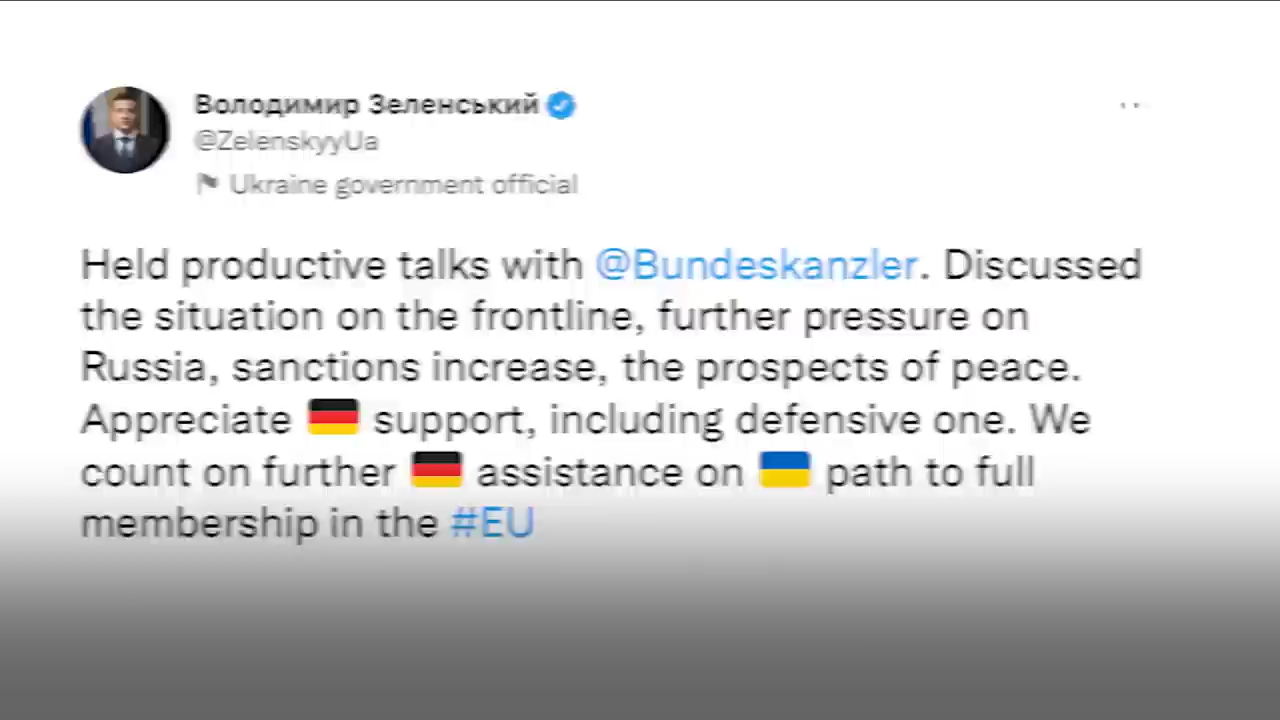 Володимир Зеленський
@ZelenskyyUa
Ukraine government official
Held productive talks with @Bundeskanzler. Discussed
the situation on the frontline, further pressure on
Russia, sanctions increase, the prospects of peace.
Appreciate 🇩🇪 support, including defensive one. We
count on further 🇩🇪 assistance on 🇺🇦 path to full
membership in the #EU